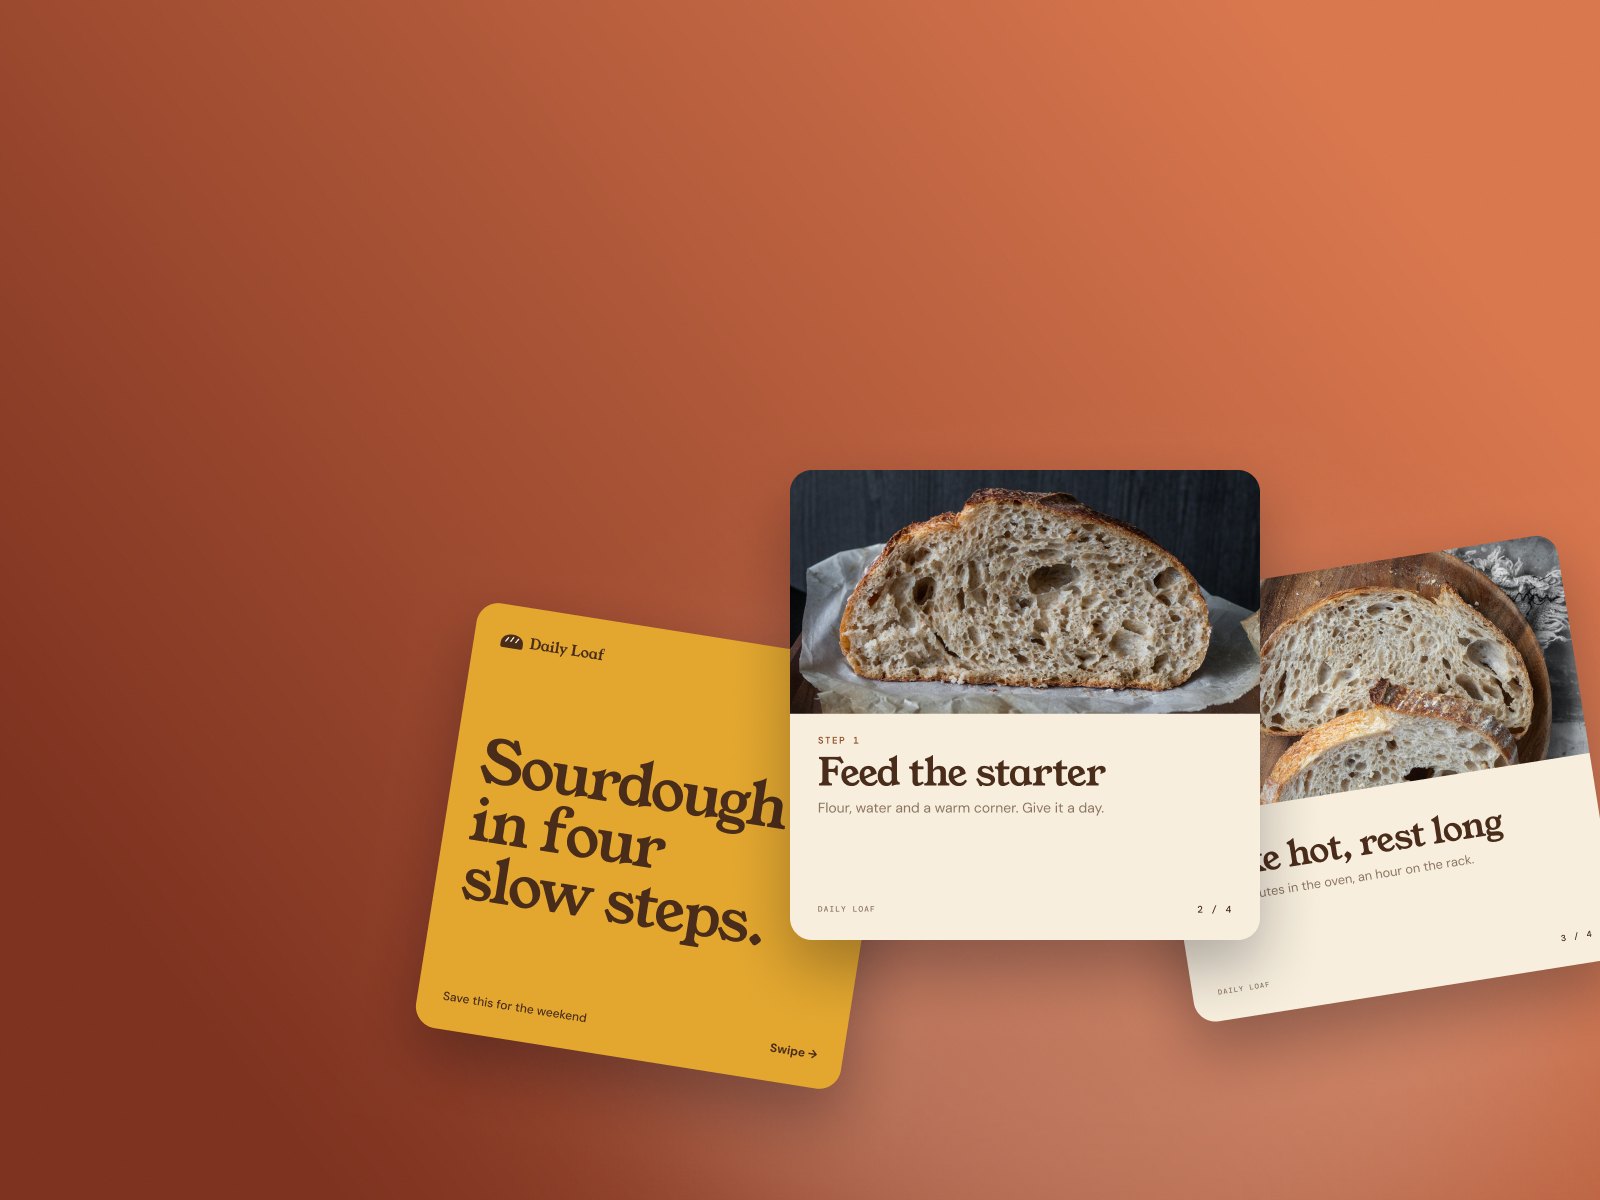 Daily Loaf
Sourdough
in four
slow steps.
Save this for the weekend
Swipe →
STEP 1
Feed the starter
Flour, water and a warm corner. Give it a day.
DAILY LOAF
2 / 4
hot, rest long
in the oven, an hour on the rack.
DAILY LOAF
3 / 4